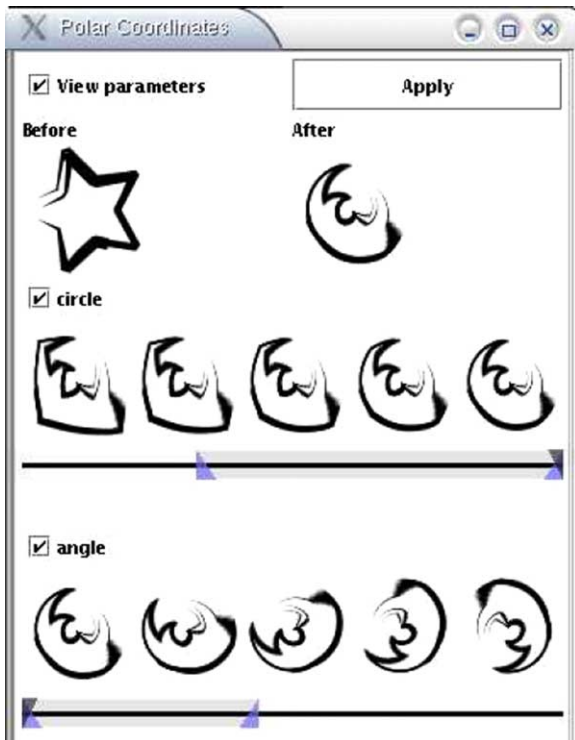 Polar Coordinates
View parameters
Apply
Before
After
circle
angle